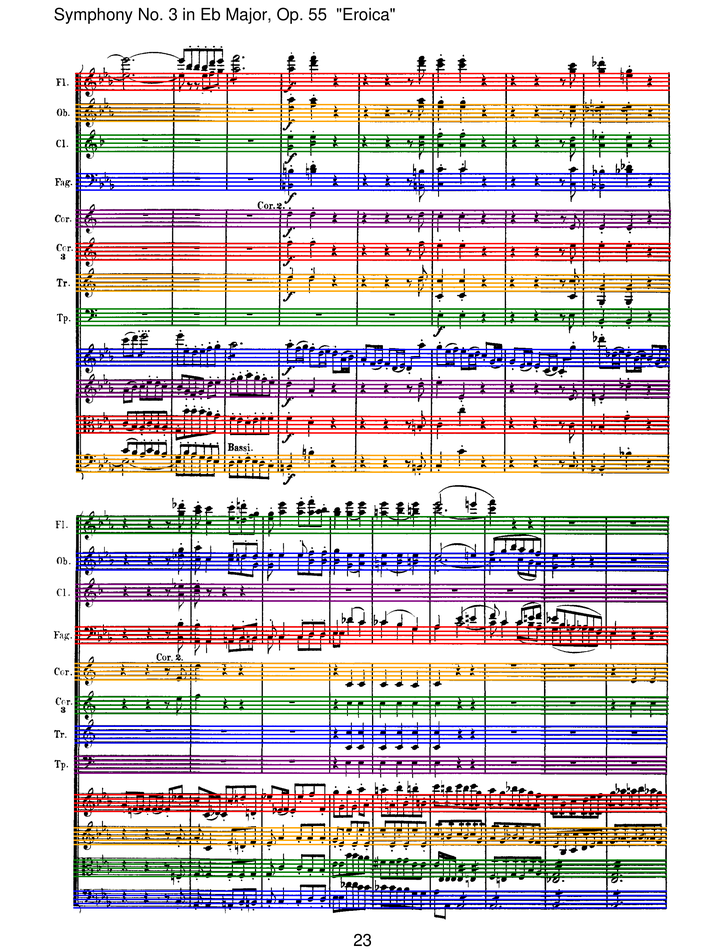 Symphony No. 3 in Eb Major, Op. 55 "Eroica"
Fl.
Ob.
Cl.
Fag.
Cor. 2.
Cor.
Cor.
3
Tr.
Tp.
f
Bassi.
f
Fl.
Ob.
Cl.
Fag.
Cor. 2.
Cor.
Cor.
3
Tr.
Tp.
23